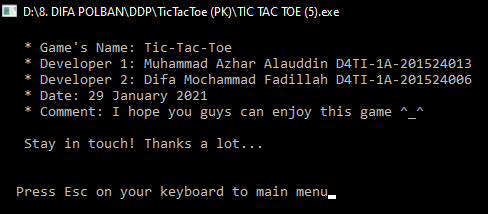 D:\8. DIFA POLBAN\DDP\TicTacToe (PK)\TIC TAC TOE (5).exe
* Game's Name: Tic-Tac-Toe
* Developer 1: Muhammad Azhar Alauddin D4TI-1A-201524013
* Developer 2: Difa Mochammad Fadillah D4TI-1A-201524006
* Date: 29 January 2021
* Comment: I hope you guys can enjoy this game ^_^
Stay in touch! Thanks a lot...
Press Esc on your keyboard to main menu